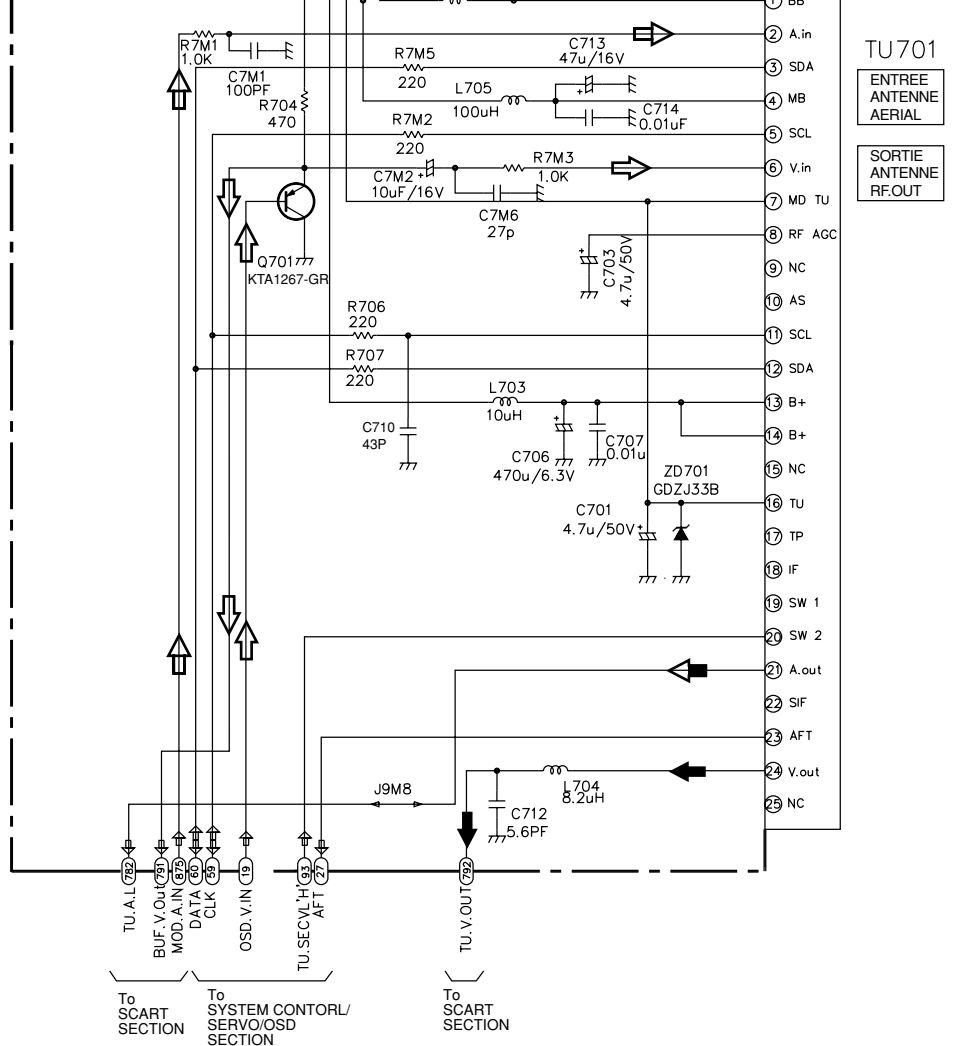 1 BB
2 A.in
R7M1
1.0K
C7M1
100PF
R704
470
R7M5
220
C713
47u/16V
+
3 SDA
TU701
ENTREE
ANTENNE
AERIAL
L705
100uH
4 MB
C714
0.01uF
R7M2
220
5 SCL
SORTIE
ANTENNE
RF.OUT
C7M2 +
10uF/16V
R7M3
1.0K
6 V.in
C7M6
27p
7 MD TU
Q701
KTA1267-GR
+
C703
4.7u/50V
8 RF AGC
9 NC
10 AS
R706
220
11 SCL
R707
220
12 SDA
L703
10uH
13 B+
C710
43P
+
C706
470u/6.3V
C707
0.01u
14 B+
15 NC
ZD701
GDZJ33B
C701
4.7u/50V +
16 TU
17 TP
18 IF
19 SW 1
20 SW 2
21 A.out
22 SIF
23 AFT
24 V.out
J9M8
L704
8.2uH
C712
5.6PF
25 NC
782
791
875
60
59
19
93
27
792
TU.A.L
BUF.V.Out
MOD.A.IN
DATA
CLK
OSD.V.IN
TU.SECVL'H'
AFT
TU.V.OUT
To
SCART
SECTION
To
SYSTEM CONTORL/
SERVO/OSD
SECTION
To
SCART
SECTION